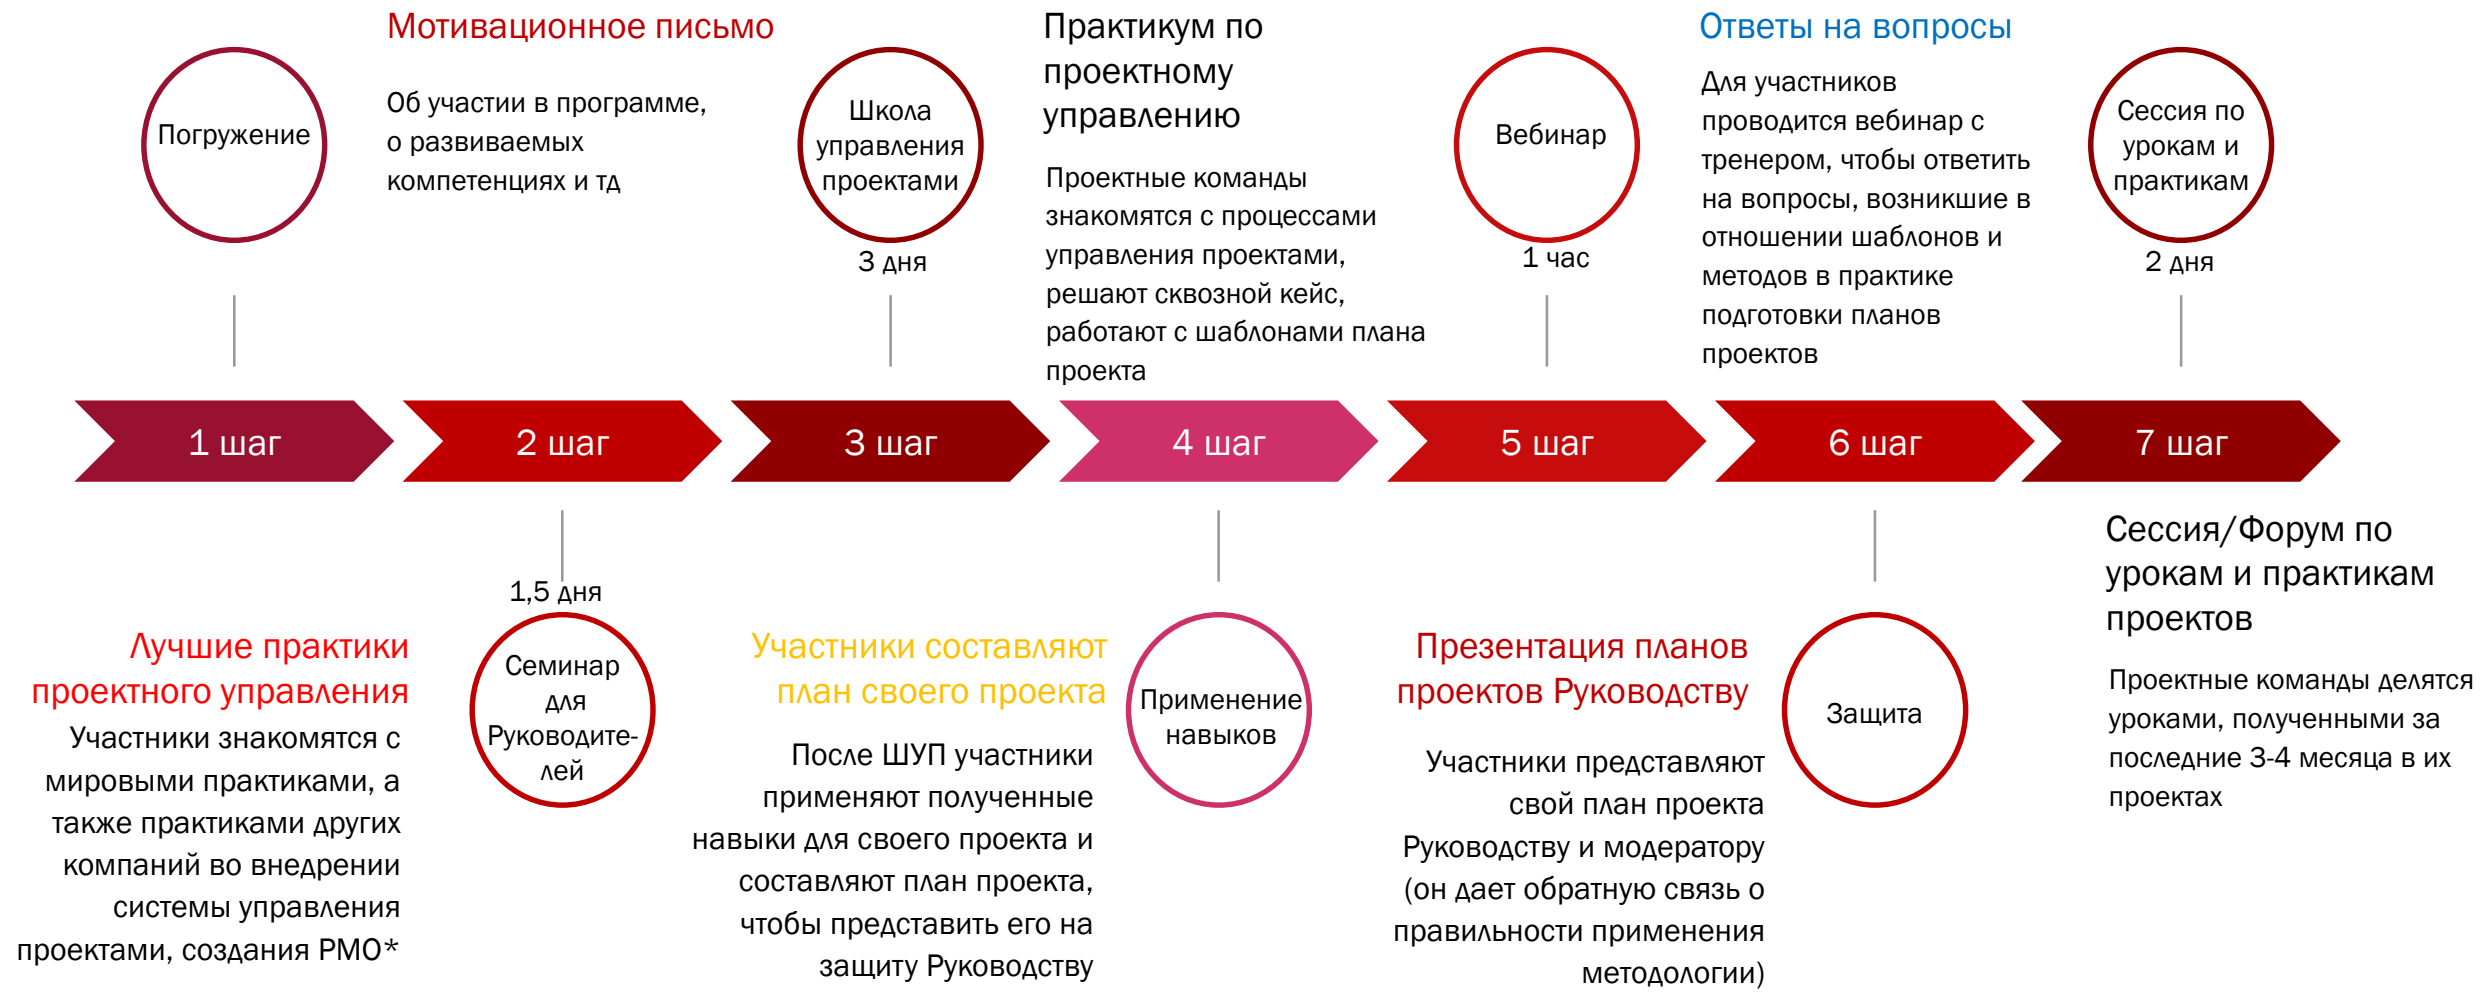 Погружение
Мотивационное письмо
Об участии в программе,
о развиваемых
компетенциях и тд
Школа
управления
проектами
3 дня
Практикум по
проектному
управлению
Проектные команды
знакомятся с процессами
управления проектами,
решают сквозной кейс,
работают с шаблонами плана
проекта
Вебинар
1 час
Ответы на вопросы
Для участников
проводится вебинар с
тренером, чтобы ответить
на вопросы, возникшие в
отношении шаблонов и
методов в практике
подготовки планов
проектов
Сессия по
урокам и
практикам
2 дня
1 шаг
2 шаг
3 шаг
4 шаг
5 шаг
6 шаг
7 шаг
Лучшие практики
проектного управления
Участники знакомятся с
мировыми практиками, а
также практиками других
компаний во внедрении
системы управления
проектами, создания PMO*
1,5 дня
Семинар
для
Руководите-
лей
Участники составляют
план своего проекта
После ШУП участники
применяют полученные
навыки для своего проекта и
составляют план проекта,
чтобы представить его на
защиту Руководству
Применение
навыков
Презентация планов
проектов Руководству
Участники представляют
свой план проекта
Руководству и модератору
(он дает обратную связь о
правильности применения
методологии)
Защита
Сессия/Форум по
урокам и практикам
проектов
Проектные команды делятся
уроками, полученными за
последние 3-4 месяца в их
проектах